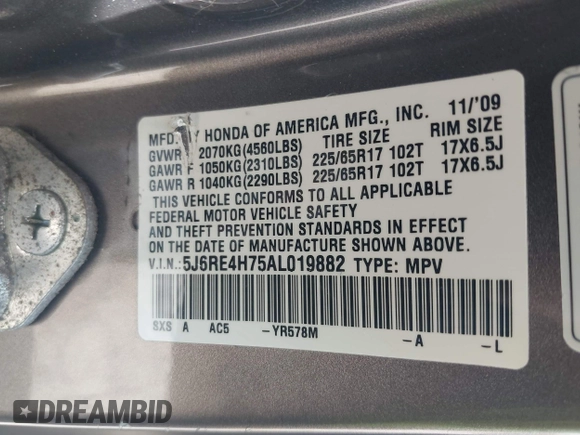 MFD. BY HONDA OF AMERICA MFG., INC. 11/'09
GVWR 2070KG(4560LBS) TIRE SIZE RIM SIZE
GAWR F 1050KG(2310LBS) 225/65R17 102T 17X6.5J
GAWR R 1040KG(2290LBS) 225/65R17 102T 17X6.5J
THIS VEHICLE CONFORMS TO ALL APPLICABLE
FEDERAL MOTOR VEHICLE SAFETY
AND THEFT PREVENTION STANDARDS IN EFFECT
ON THE DATE OF MANUFACTURE SHOWN ABOVE.
V.I.N.: 5J6RE4H75AL019882 TYPE: MPV
SXS A AC5 -YR578M -A -L
DREAMBID